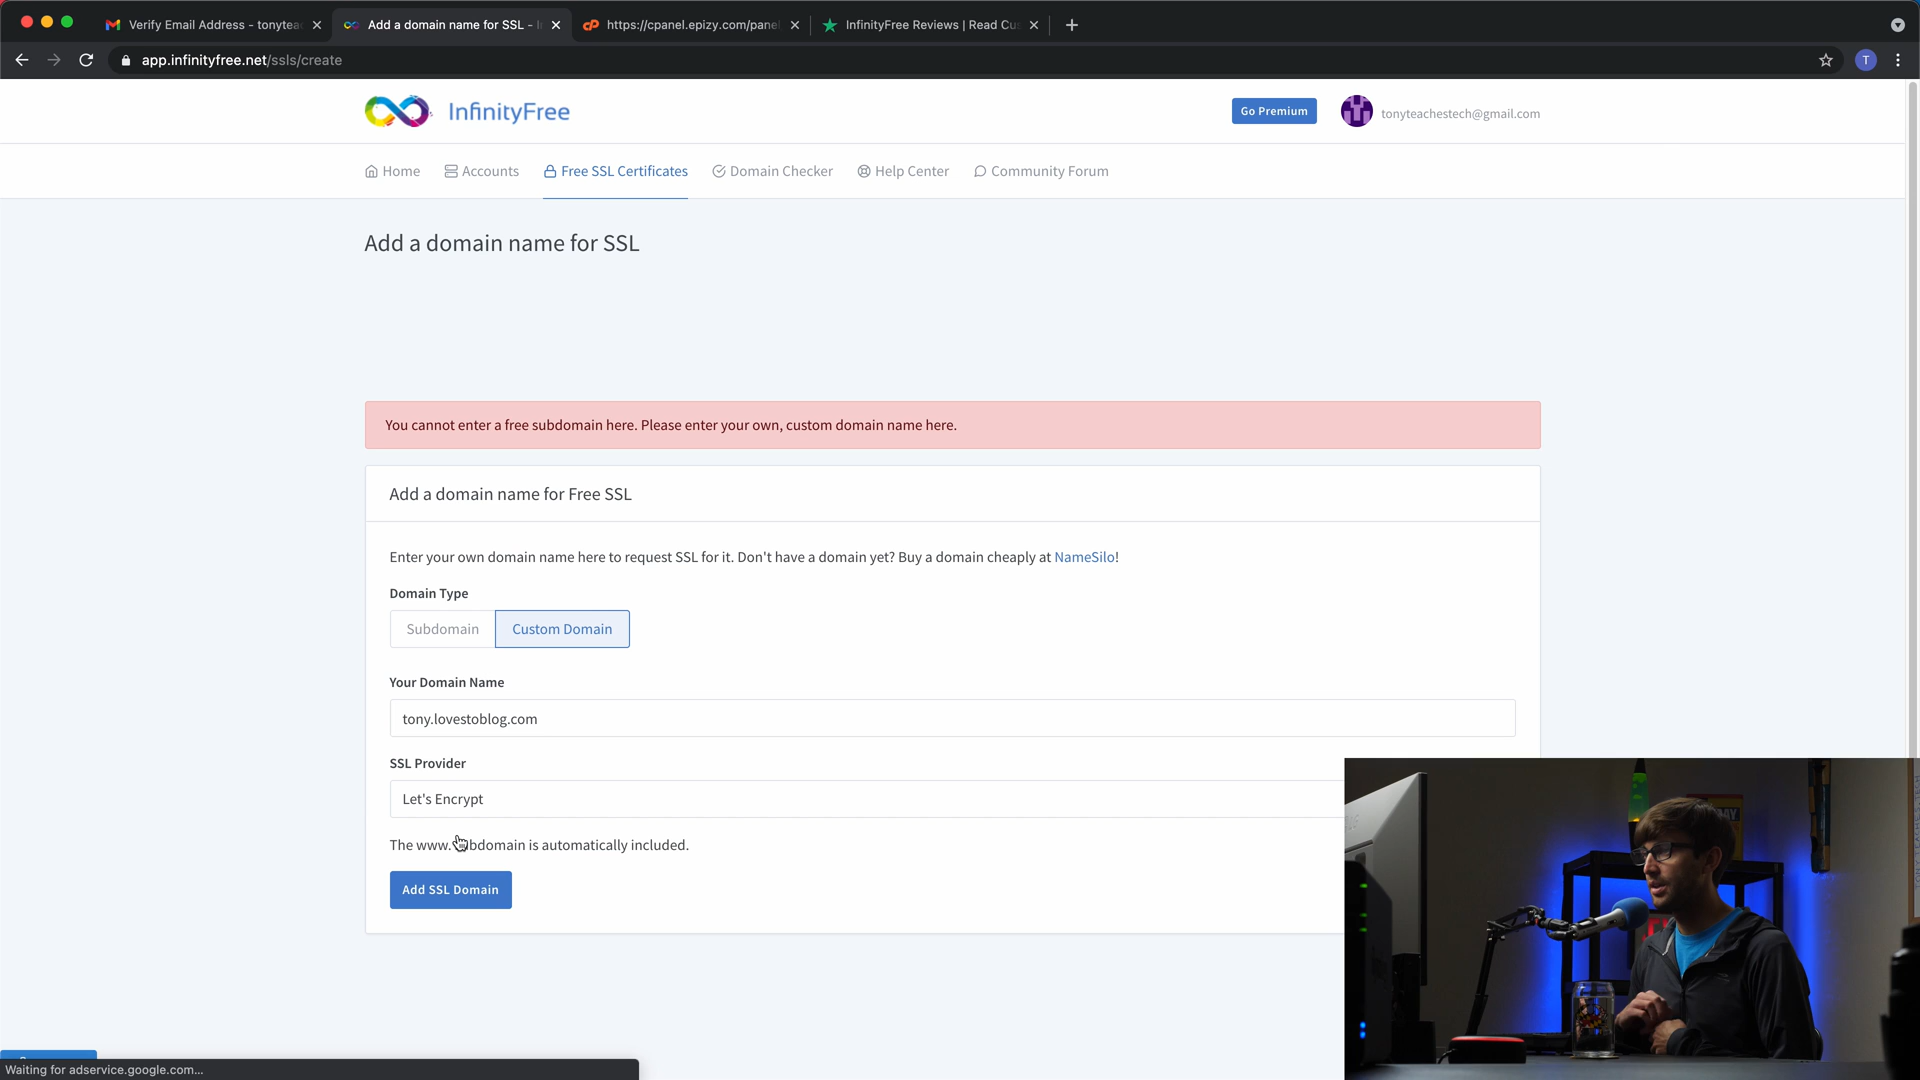 Verify Email Address - tonyteac
Add a domain name for SSL - I
https://cpanel.epizy.com/pane
InfinityFree Reviews | Read Cus
app.infinityfree.net/ssls/create
T
InfinityFree
Go Premium
tonyteachestech@gmail.com
Home
Accounts
Free SSL Certificates
Domain Checker
Help Center
Community Forum
Add a domain name for SSL
You cannot enter a free subdomain here. Please enter your own, custom domain name here.
Add a domain name for Free SSL
Enter your own domain name here to request SSL for it. Don't have a domain yet? Buy a domain cheaply at NameSilo!
Domain Type
Subdomain
Custom Domain
Your Domain Name
tony.lovestoblog.com
SSL Provider
Let's Encrypt
The www. subdomain is automatically included.
Add SSL Domain
Waiting for adservice.google.com...